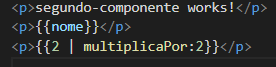 <p>segundo-componente works!</p>
<p>{{nome}}</p>
<p>{{2 | multiplicaPor:2}}</p>